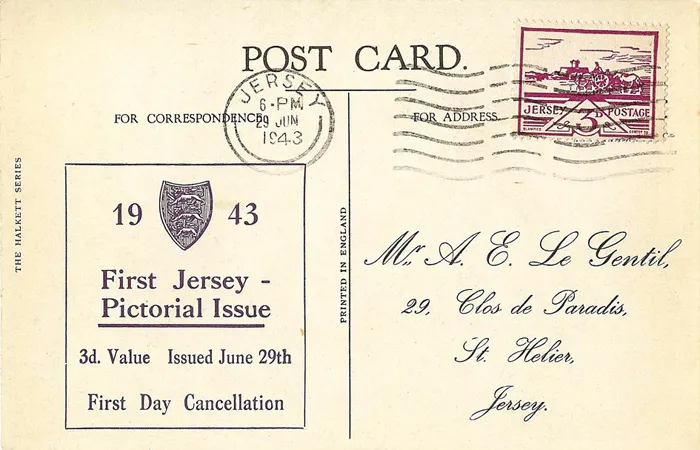 POST CARD.
JERSEY
6 - PM
29 JUN
1943
FOR CORRESPONDENCE
FOR ADDRESS.
JERSEY POSTAGE
3D
THE HALKETT SERIES
19 43
First Jersey -
Pictorial Issue
3d. Value Issued June 29th
First Day Cancellation
PRINTED IN ENGLAND
Mr. A. E. Le Gentil,
29, Clos de Paradis,
St. Helier,
Jersey.